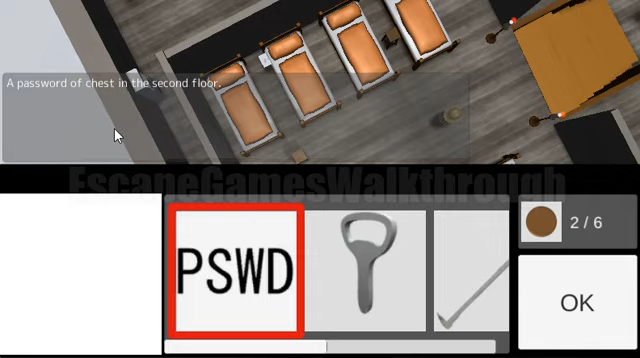 A password of chest in the second floor.
EscapeGamesWalkthrough
PSWD
2 / 6
OK